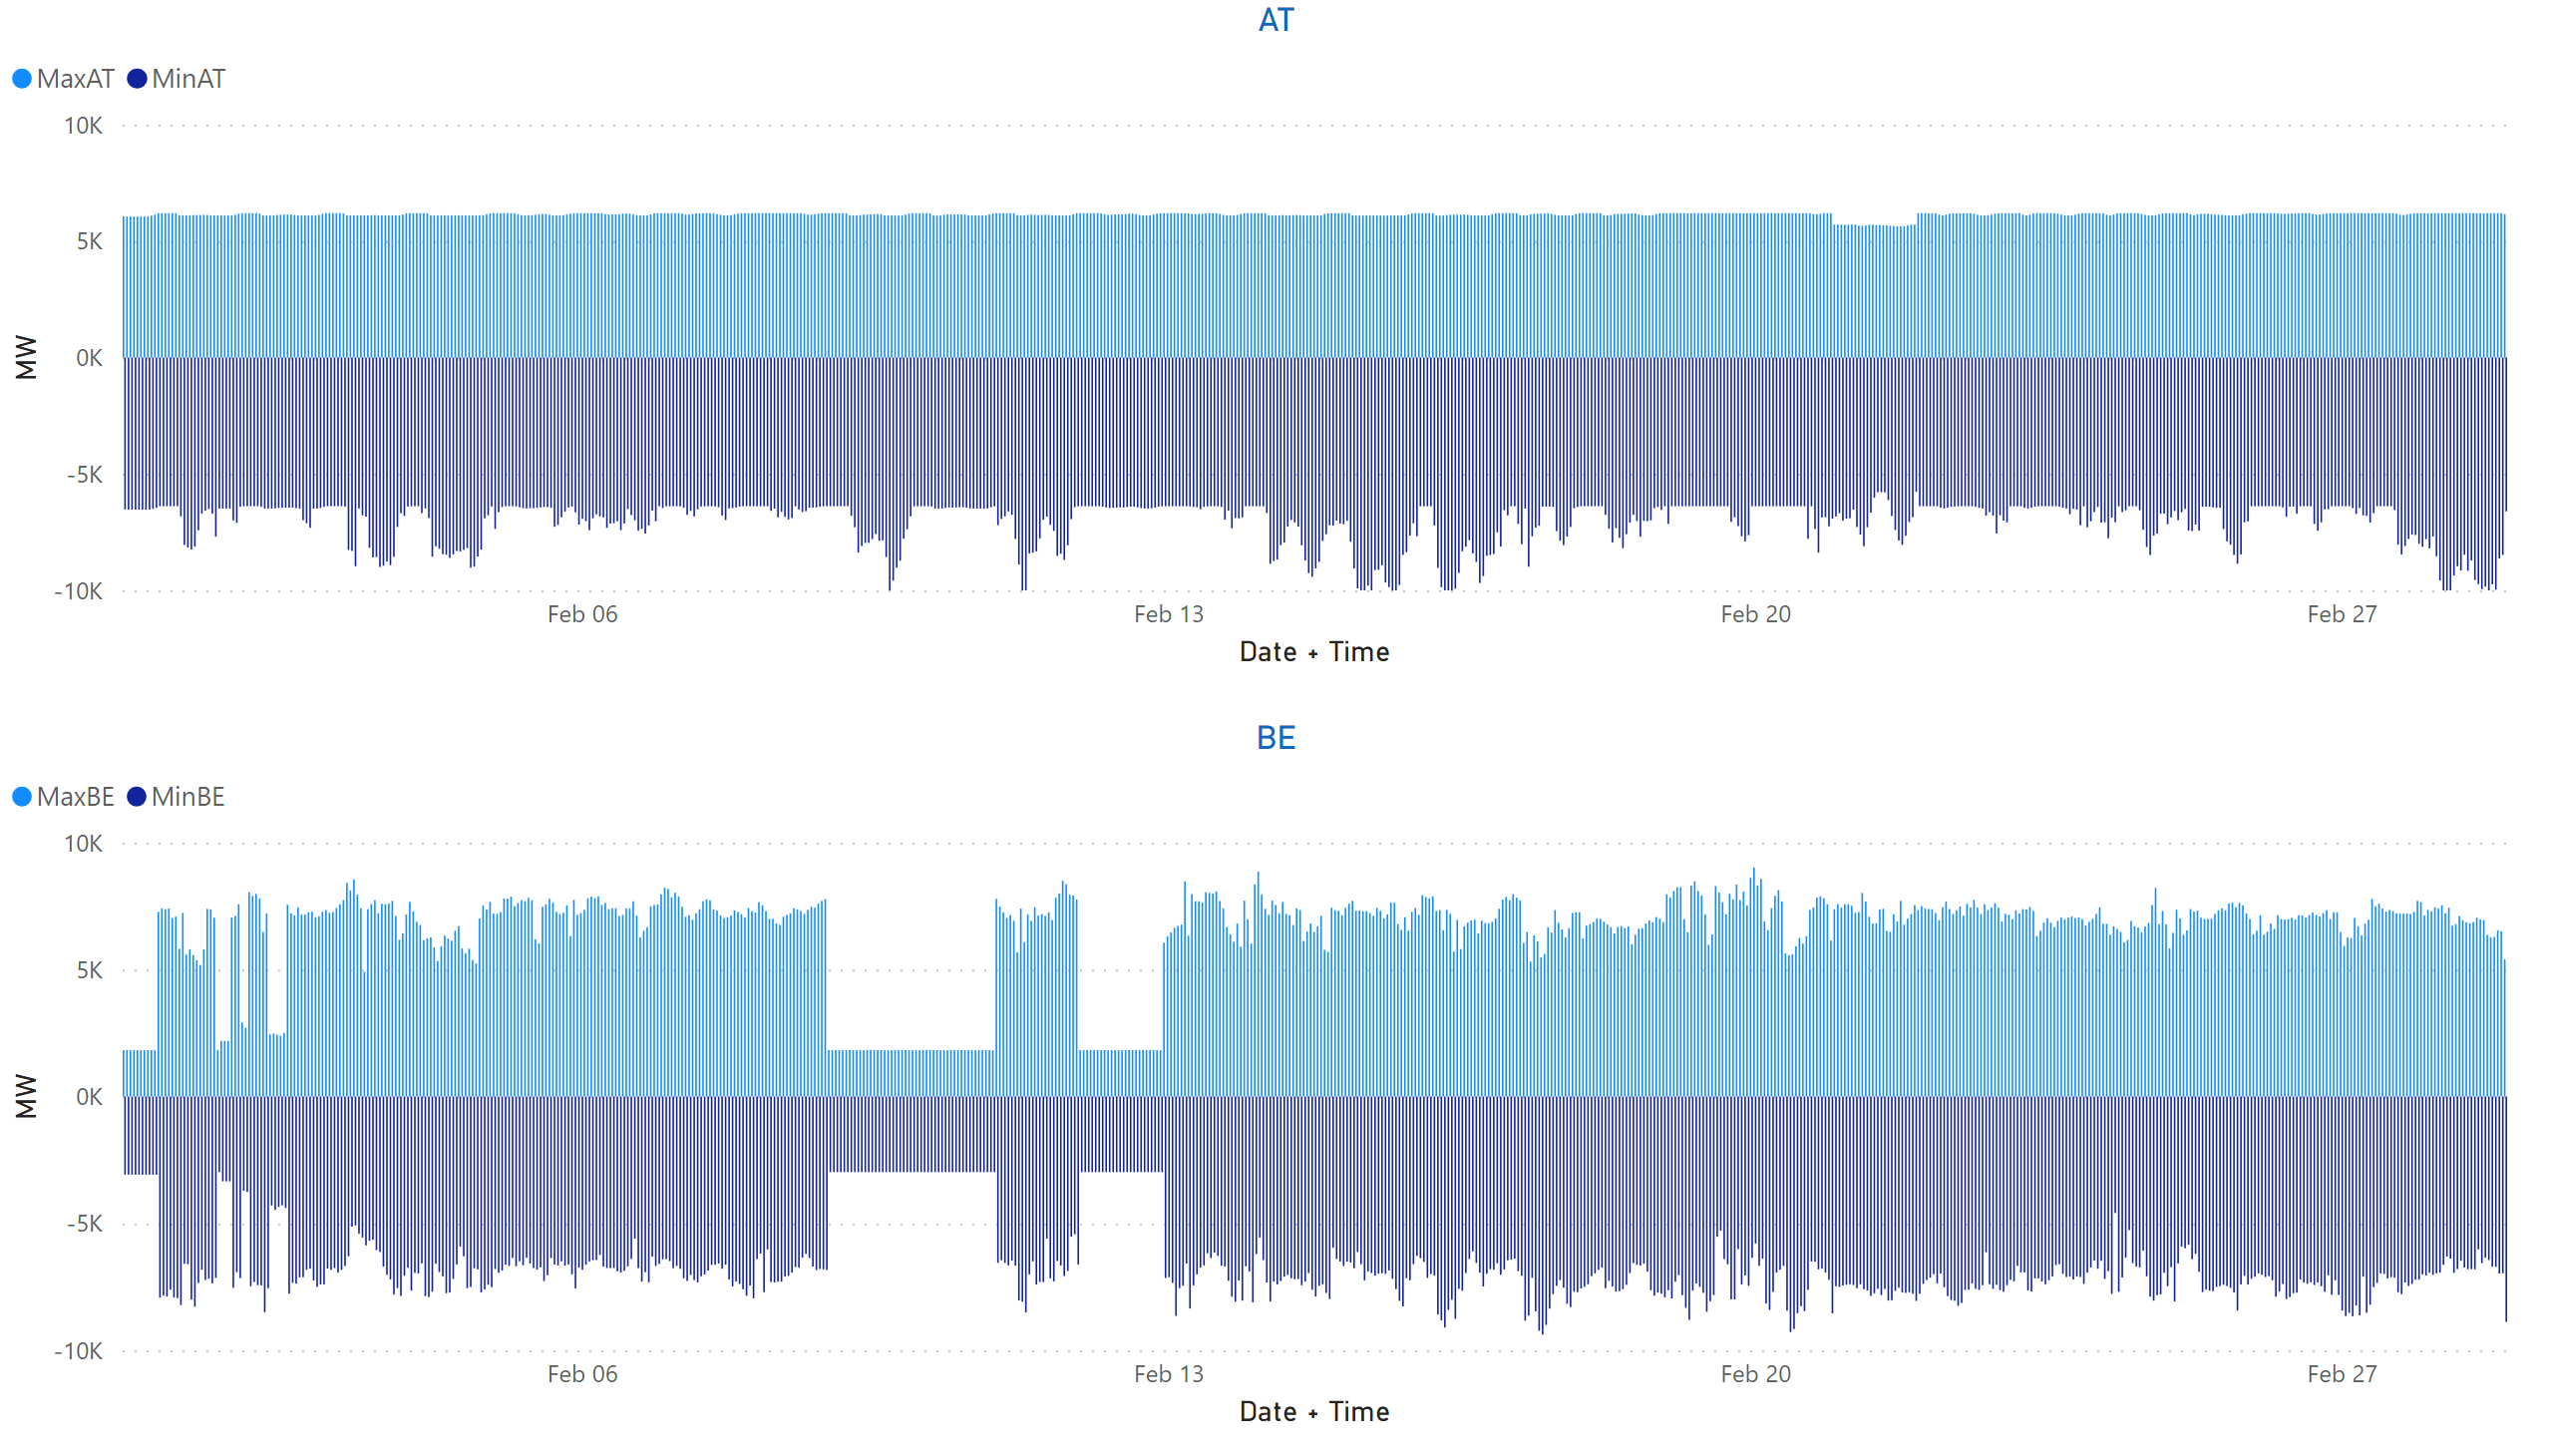 AT
MaxAT MinAT
10K
5K
0K
-5K
-10K
MW
Feb 06 Feb 13 Feb 20 Feb 27
Date + Time
BE
MaxBE MinBE
10K
5K
0K
-5K
-10K
MW
Feb 06 Feb 13 Feb 20 Feb 27
Date + Time